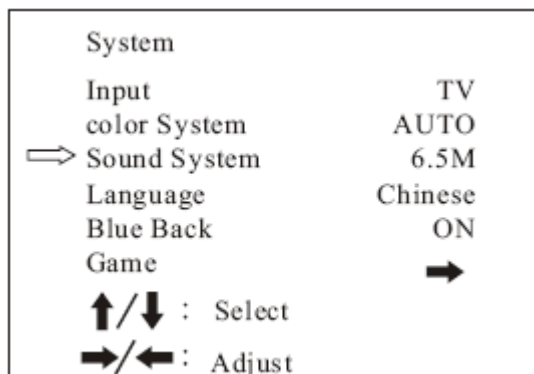 System
Input TV
color System AUTO
Sound System 6.5M
Language Chinese
Blue Back ON
Game
/ : Select
/ : Adjust